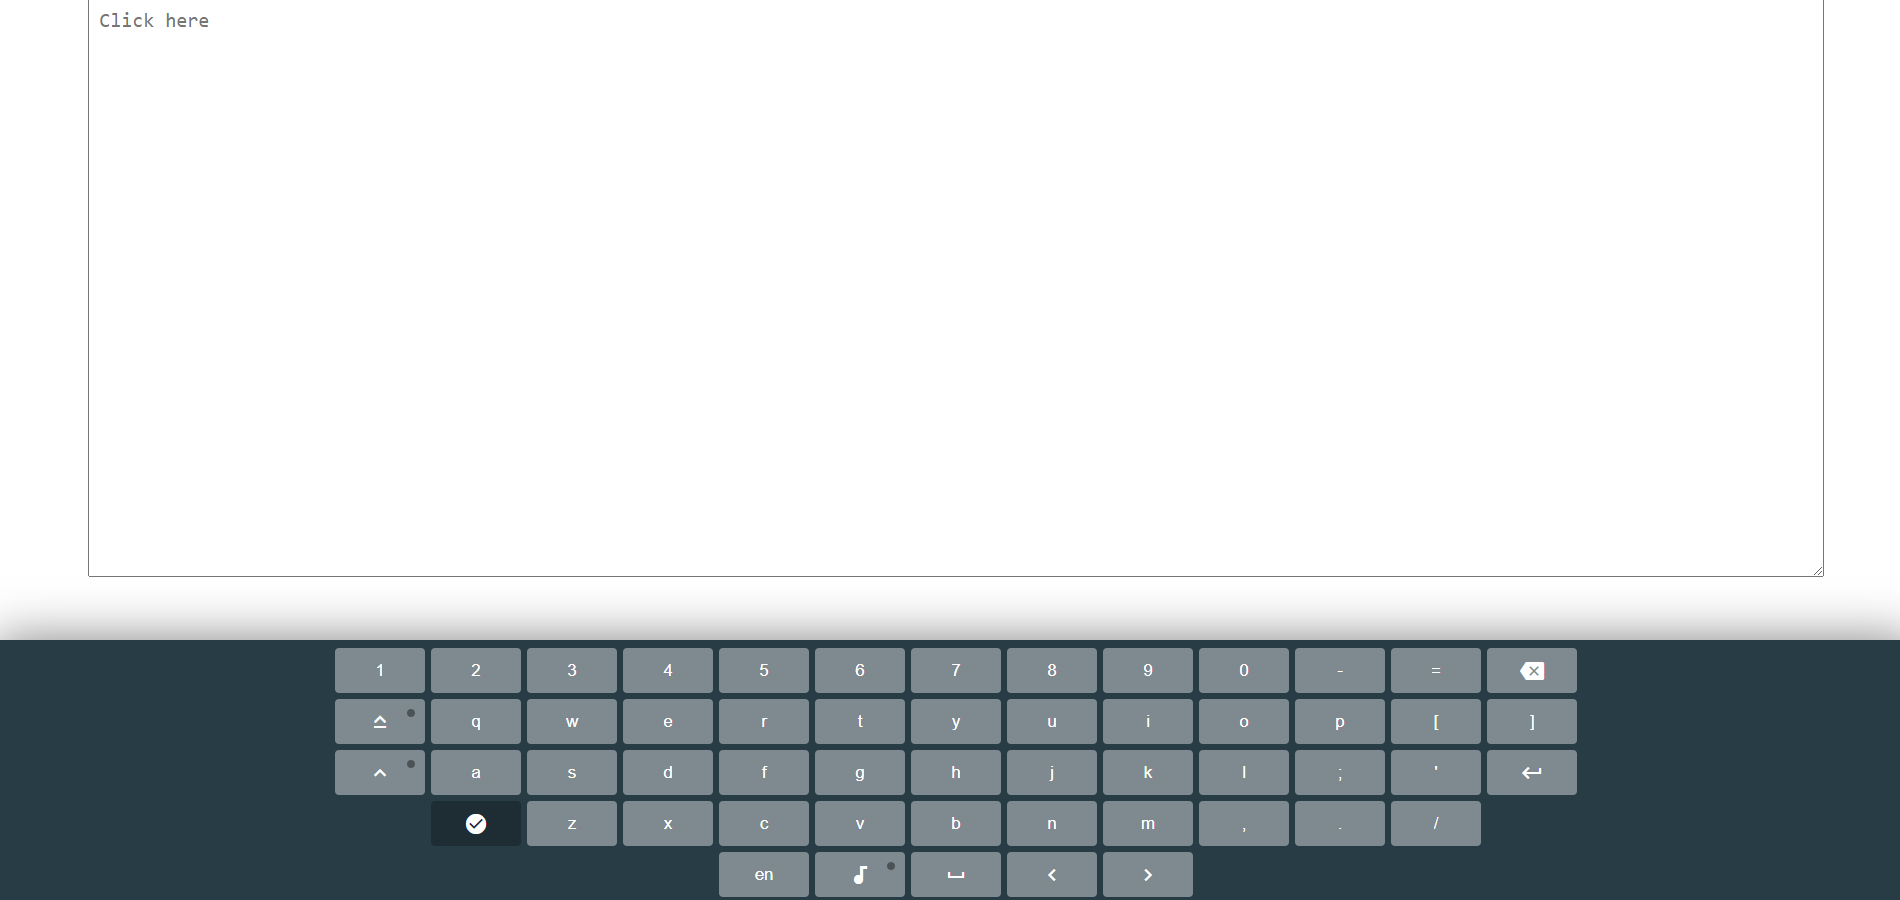 Click here
1 2 3 4 5 6 7 8 9 0 - =
q w e r t y u i o p [ ]
a s d f g h j k l ; '
z x c v b n m , . /
en